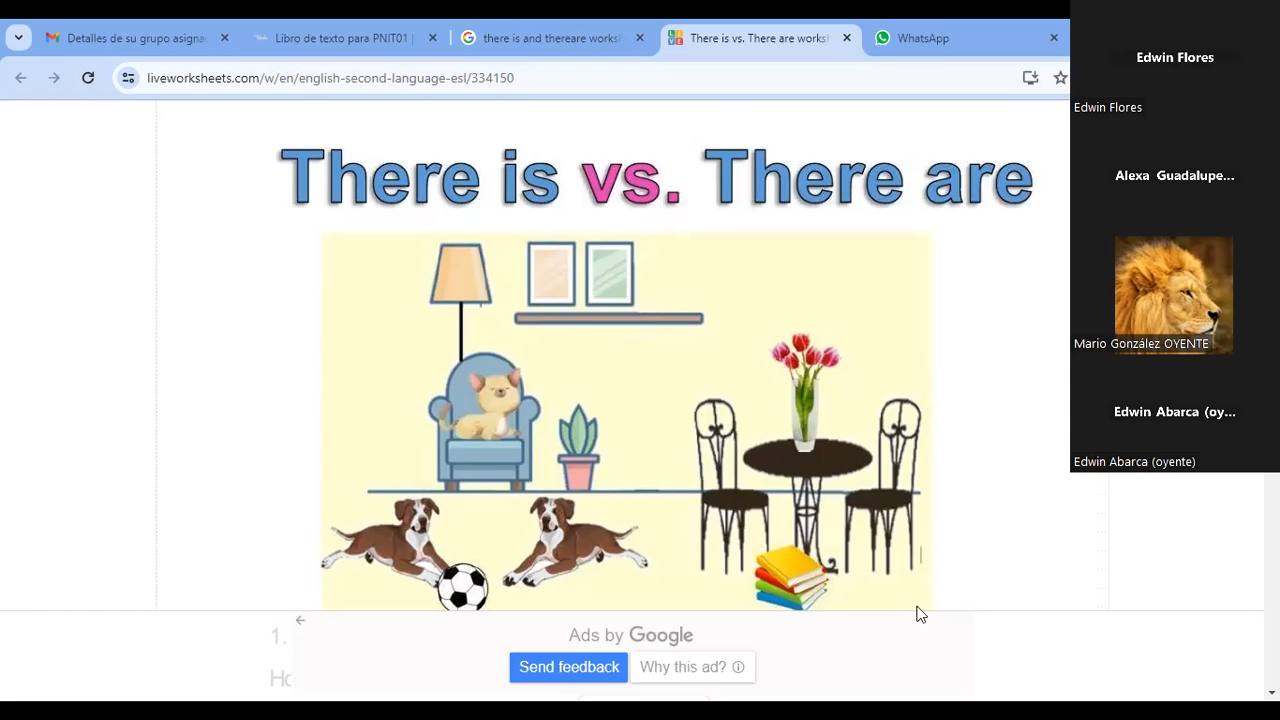 Detalles de su grupo asigna
Libro de texto para PNIT01 |
there is and thereare works
There is vs. There are works
WhatsApp
liveworksheets.com/w/en/english-second-language-esl/334150
There is vs. There are
1.
Ho
Ads by Google
Send feedback
Why this ad?
Edwin Flores
Edwin Flores
Alexa Guadalupe...
Mario González OYENTE
Edwin Abarca (oy...
Edwin Abarca (oyente)